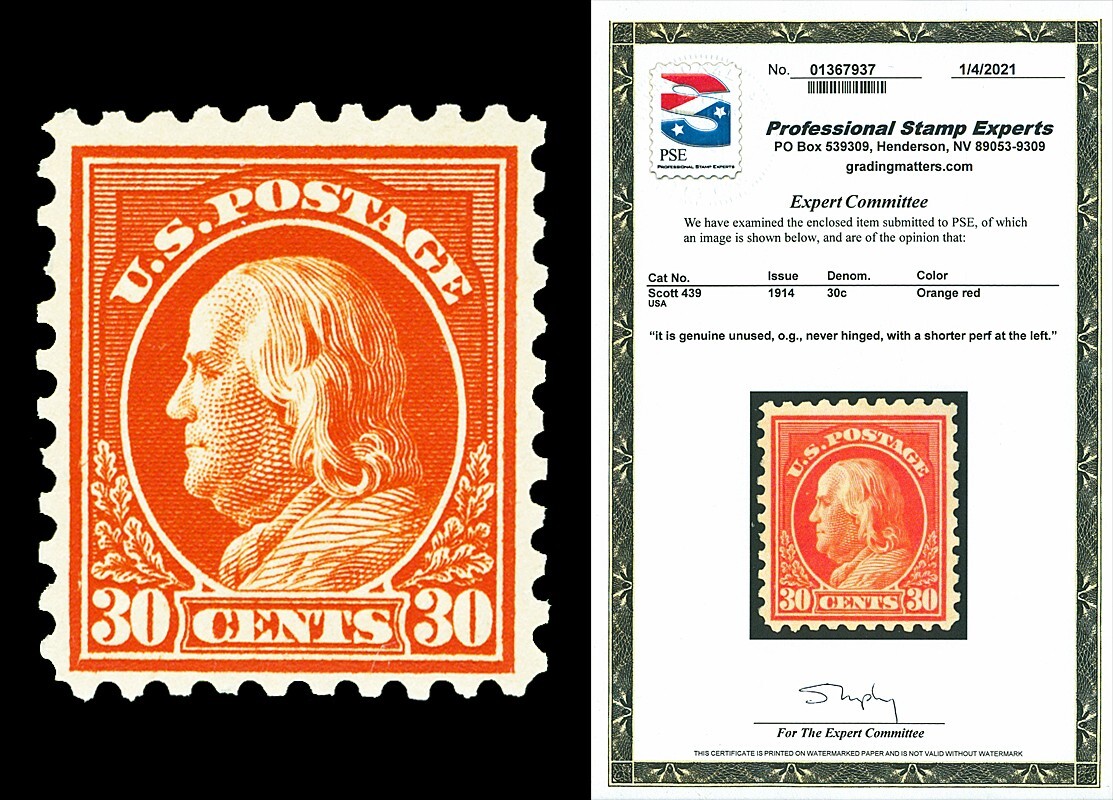 U.S. POSTAGE
30 CENTS 30
PSE
PROFESSIONAL STAMP EXPERTS
No. 01367937 1/4/2021
Professional Stamp Experts
PO Box 539309, Henderson, NV 89053-9309
gradingmatters.com
Expert Committee
We have examined the enclosed item submitted to PSE, of which
an image is shown below, and are of the opinion that:
Cat No. Issue Denom. Color
Scott 439 1914 30c Orange red
USA
“it is genuine unused, o.g., never hinged, with a shorter perf at the left.”
U.S. POSTAGE
30 CENTS 30
For The Expert Committee
THIS CERTIFICATE IS PRINTED ON WATERMARKED PAPER AND IS NOT VALID WITHOUT WATERMARK